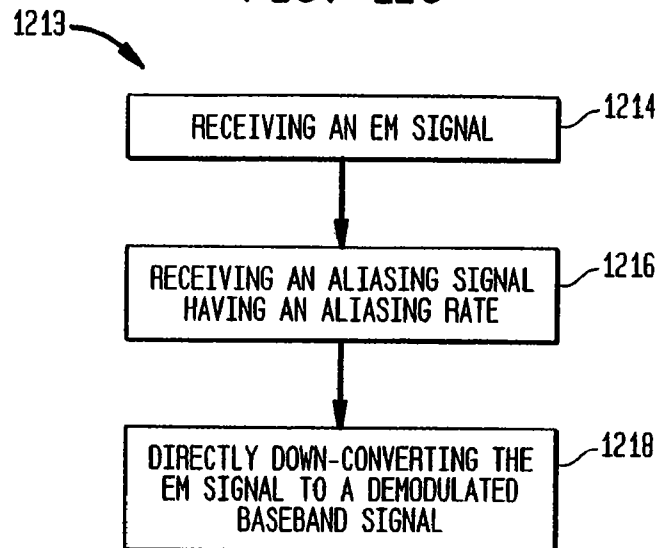 1213
RECEIVING AN EM SIGNAL
1214
RECEIVING AN ALIASING SIGNAL
HAVING AN ALIASING RATE
1216
DIRECTLY DOWN-CONVERTING THE
EM SIGNAL TO A DEMODULATED
BASEBAND SIGNAL
1218